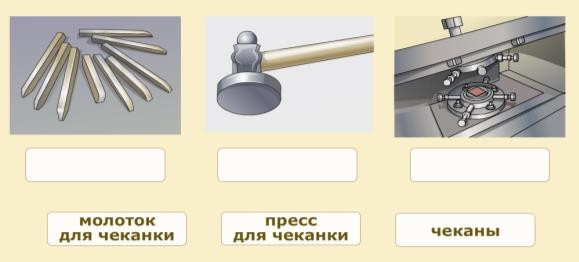 молоток
для чеканки
пресс
для чеканки
чеканы